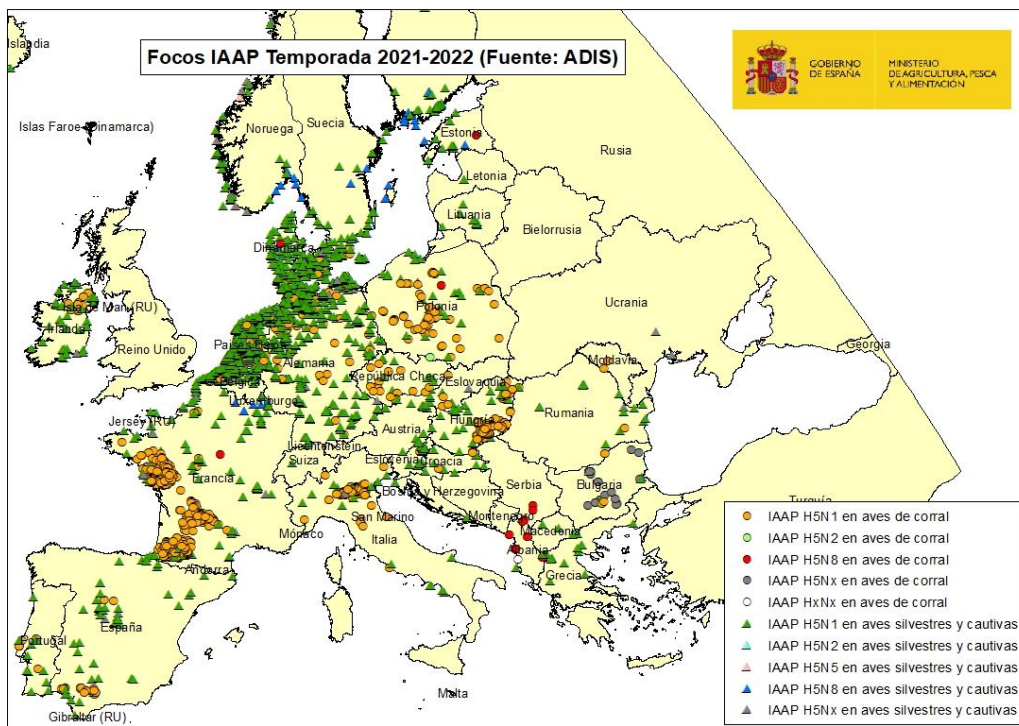 Focos IAAP Temporada 2021-2022 (Fuente: ADIS)
GOBIERNO
DE ESPAÑA
MINISTERIO
DE AGRICULTURA, PESCA
Y ALIMENTACIÓN
Islandia
Islas Faroe (Dinamarca)
Noruega
Suecia
Estonia
Rusia
Letonia
Lituania
Bielorrusia
Dinamarca
Isla de Man (RU)
Irlanda
Reino Unido
Países Bajos
Polonia
Ucrania
Alemania
Bélgica
Luxemburgo
República Checa
Eslovaquia
Moldavia
Georgia
Jersey (RU)
Austria
Hungría
Rumania
Liechtenstein
Suiza
Eslovenia
Croacia
Francia
Bosnia y Herzegovina
Serbia
Bulgaria
San Marino
Montenegro
Mónaco
Italia
Macedonia
Turquía
Albania
Andorra
Grecia
España
Portugal
Malta
Gibraltar (RU)
IAAP H5N1 en aves de corral
IAAP H5N2 en aves de corral
IAAP H5N8 en aves de corral
IAAP H5Nx en aves de corral
IAAP HxNx en aves de corral
IAAP H5N1 en aves silvestres y cautivas
IAAP H5N2 en aves silvestres y cautivas
IAAP H5N5 en aves silvestres y cautivas
IAAP H5N8 en aves silvestres y cautivas
IAAP H5Nx en aves silvestres y cautivas